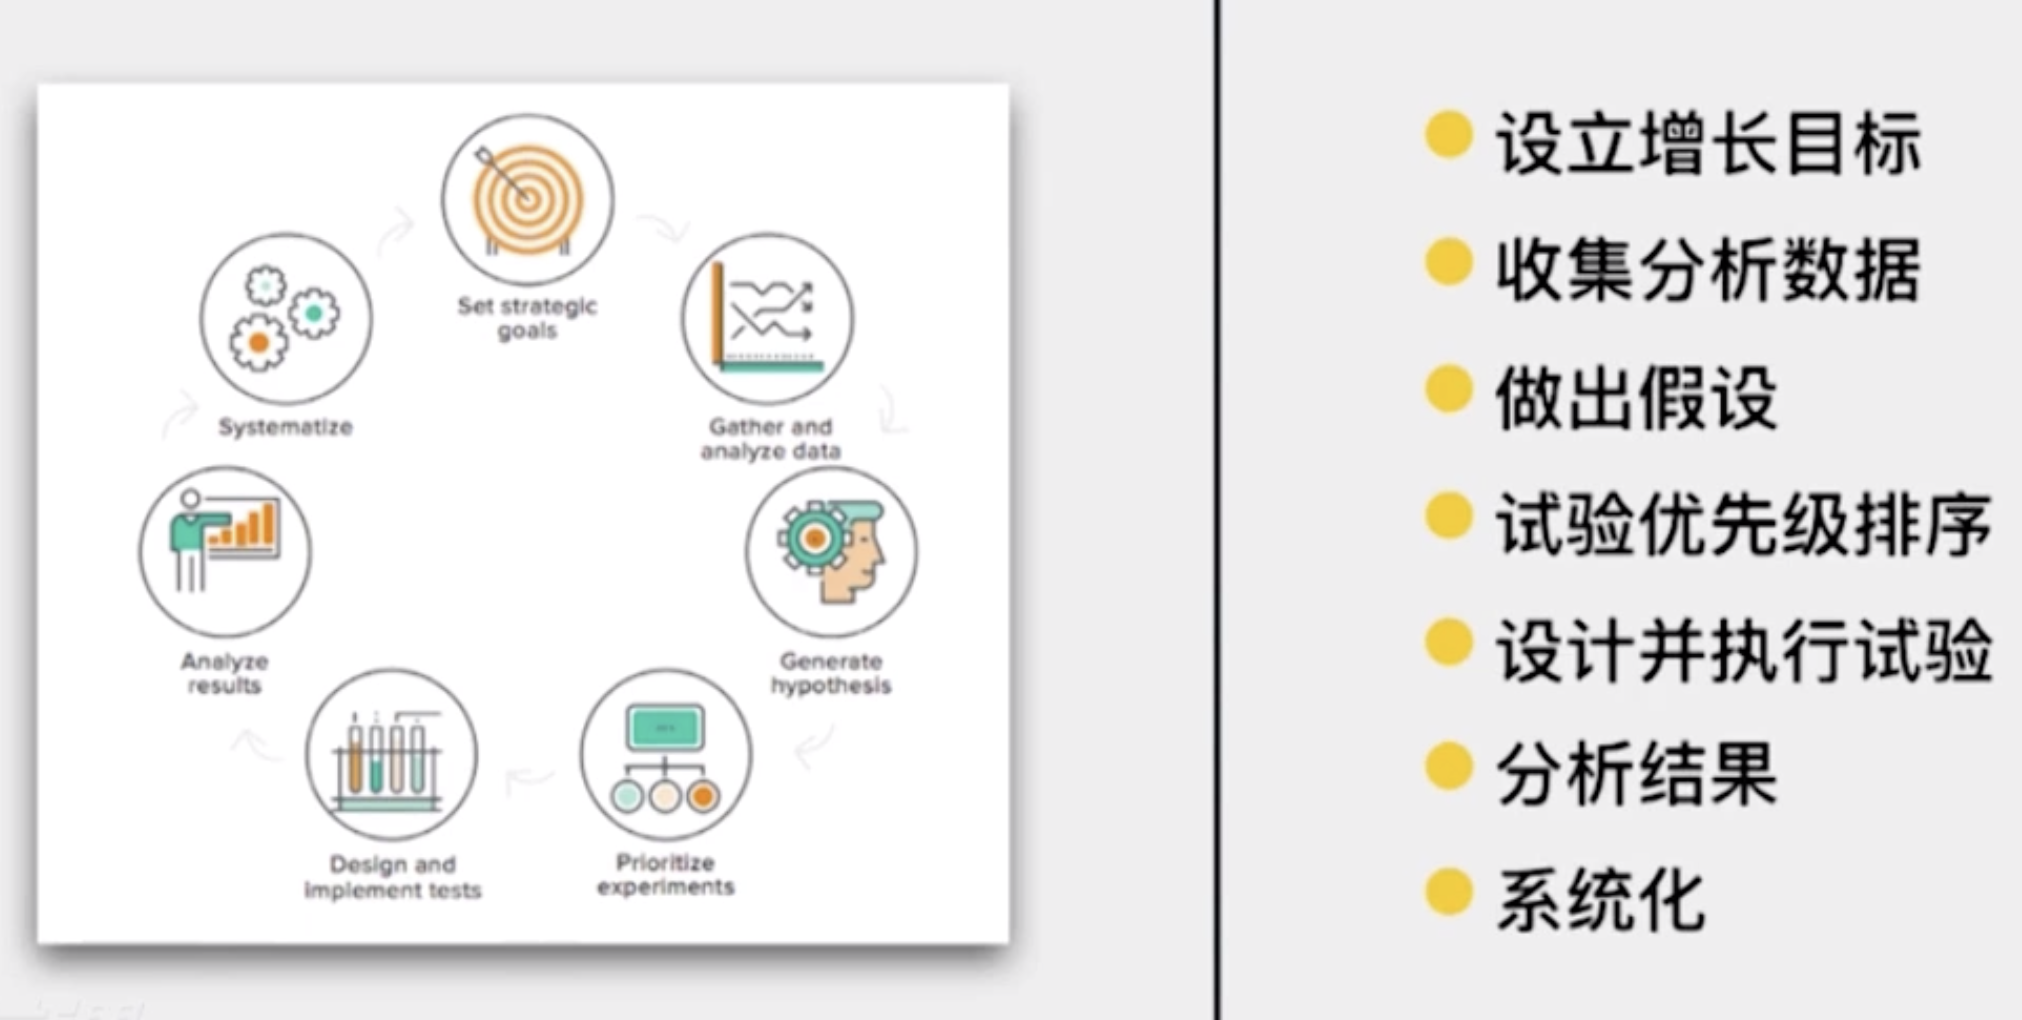 Set strategic
goals
Gather and
analyze data
Generate
hypothesis
Prioritize
experiments
Design and
implement tests
Analyze
results
Systematize
设立增长目标
收集分析数据
做出假设
试验优先级排序
设计并执行试验
分析结果
系统化